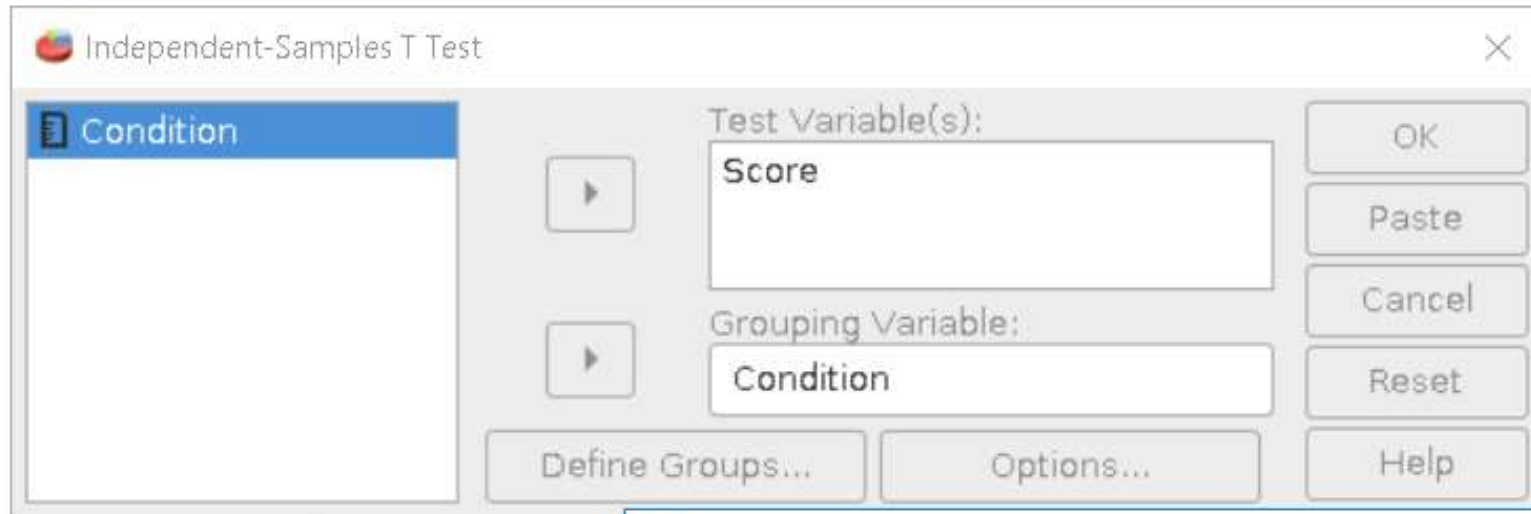 Independent-Samples T Test
Condition
Test Variable(s):
Score
Grouping Variable:
Condition
Define Groups...
Options...
OK
Paste
Cancel
Reset
Help